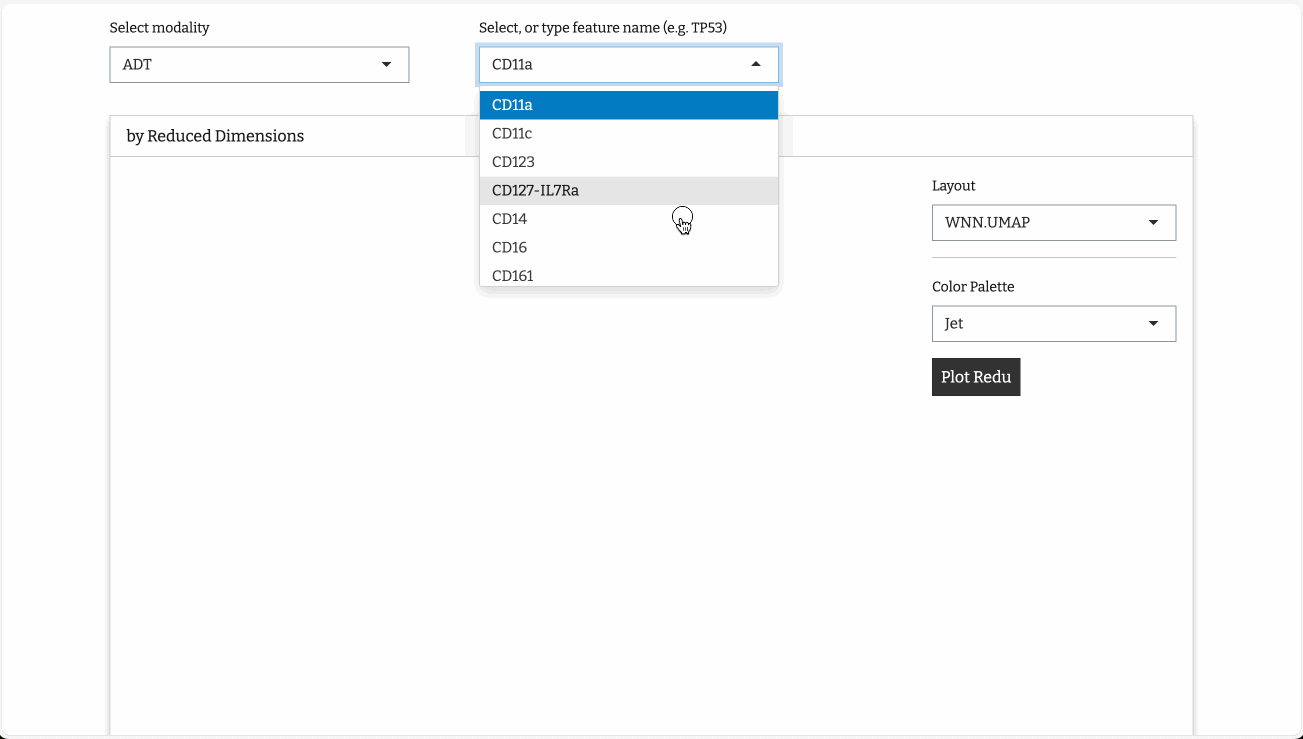 Select modality
ADT
Select, or type feature name (e.g. TP53)
CD11a
CD11a
CD11c
CD123
CD127-IL7Ra
CD14
CD16
CD161
by Reduced Dimensions
Layout
WNN.UMAP
Color Palette
Jet
Plot Redu